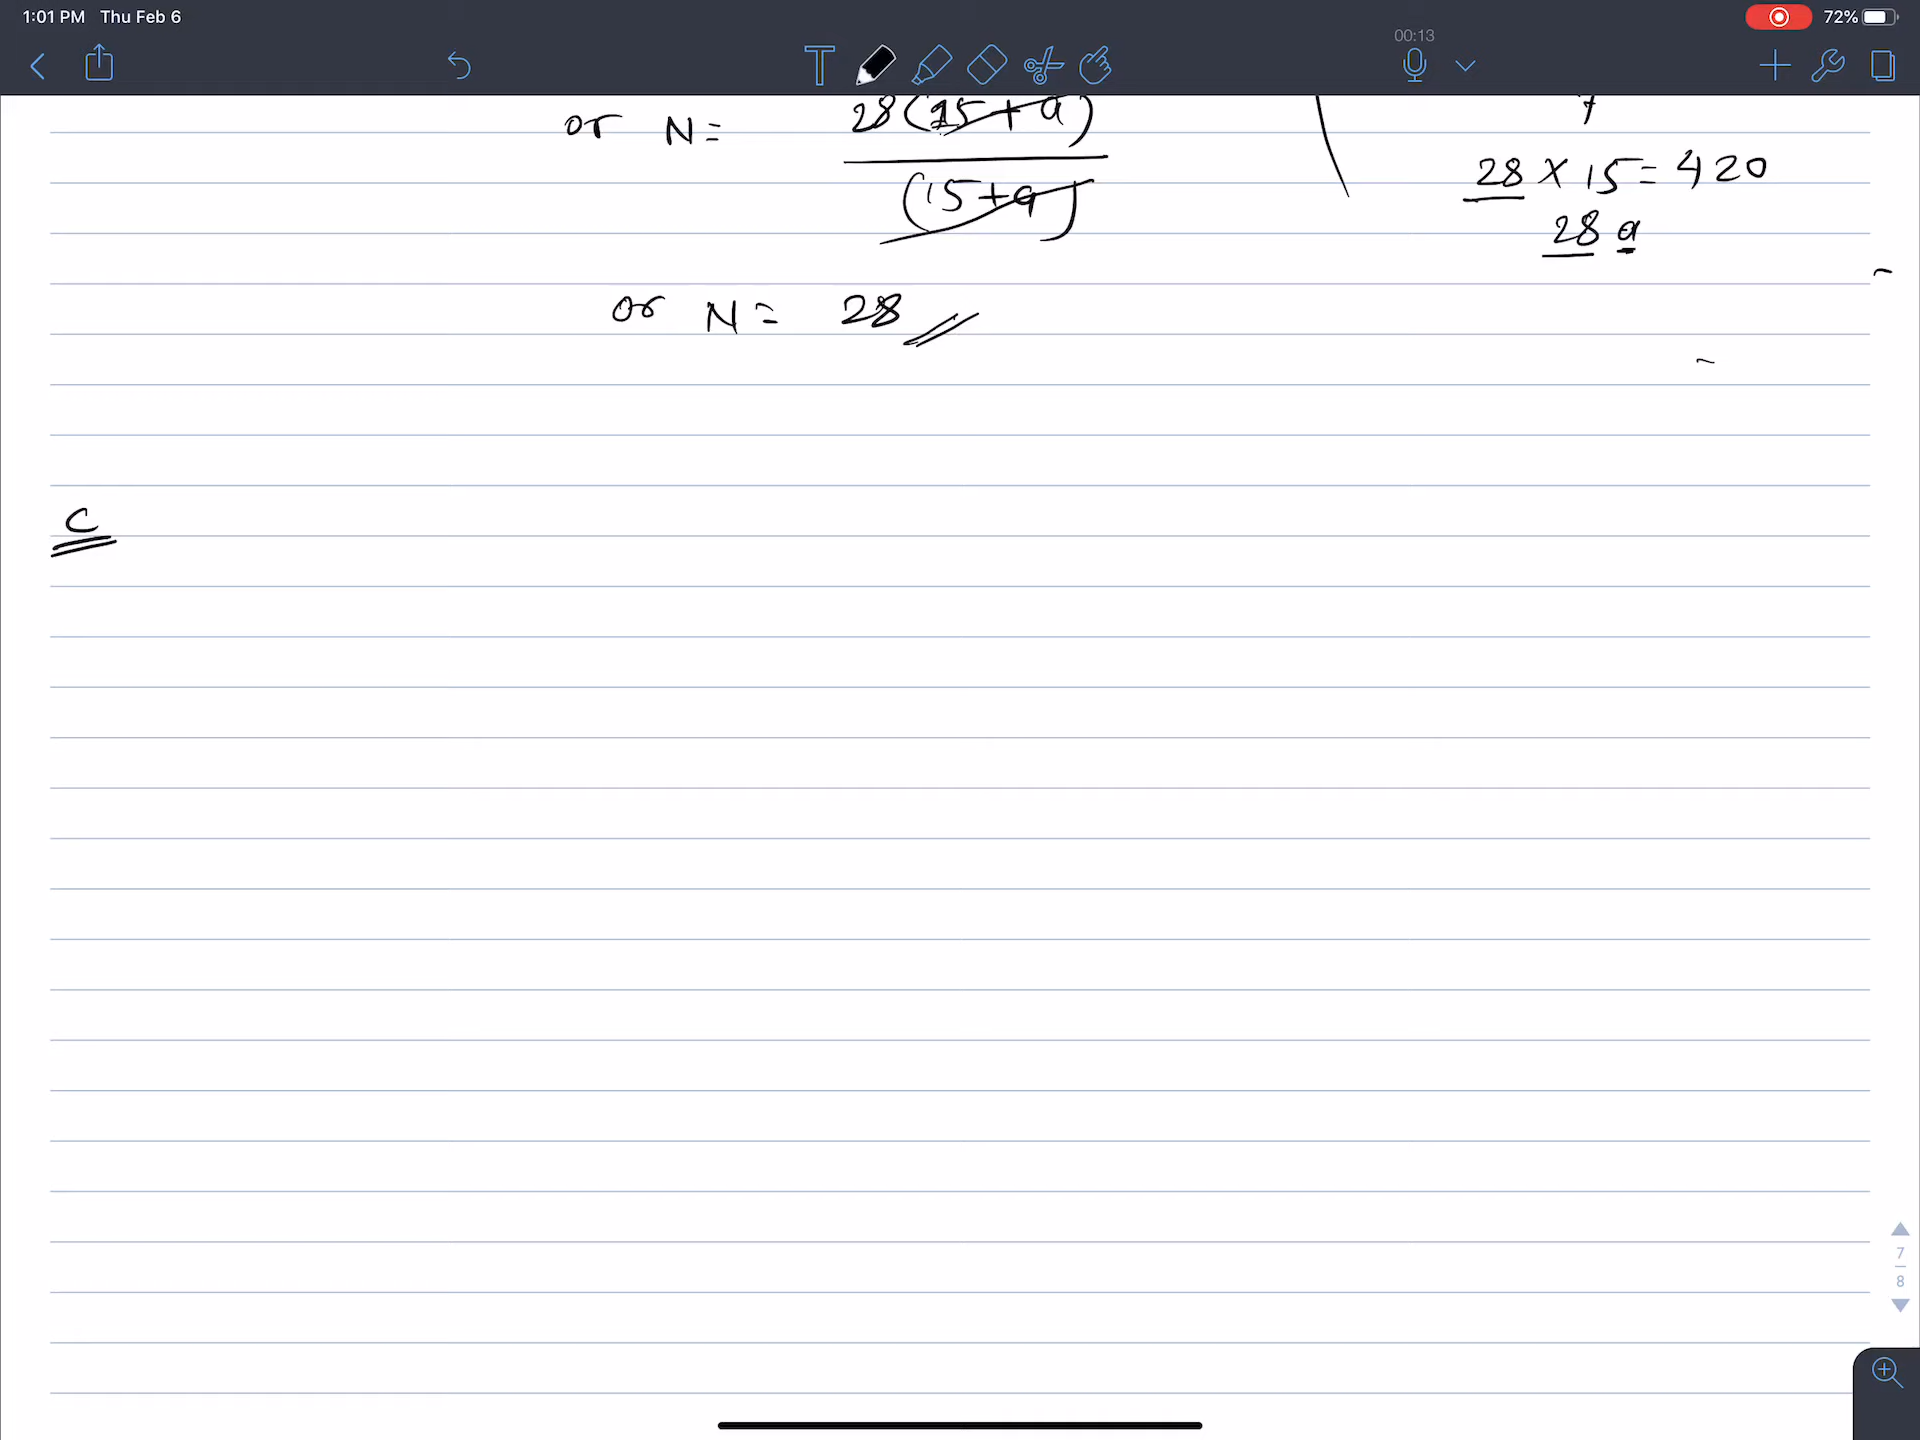 1:01 PM Thu Feb 6
72%
00:13
or N = 28(15+a)
(15+a)
28 × 15 = 420
28 a
or N = 28
C
7
8